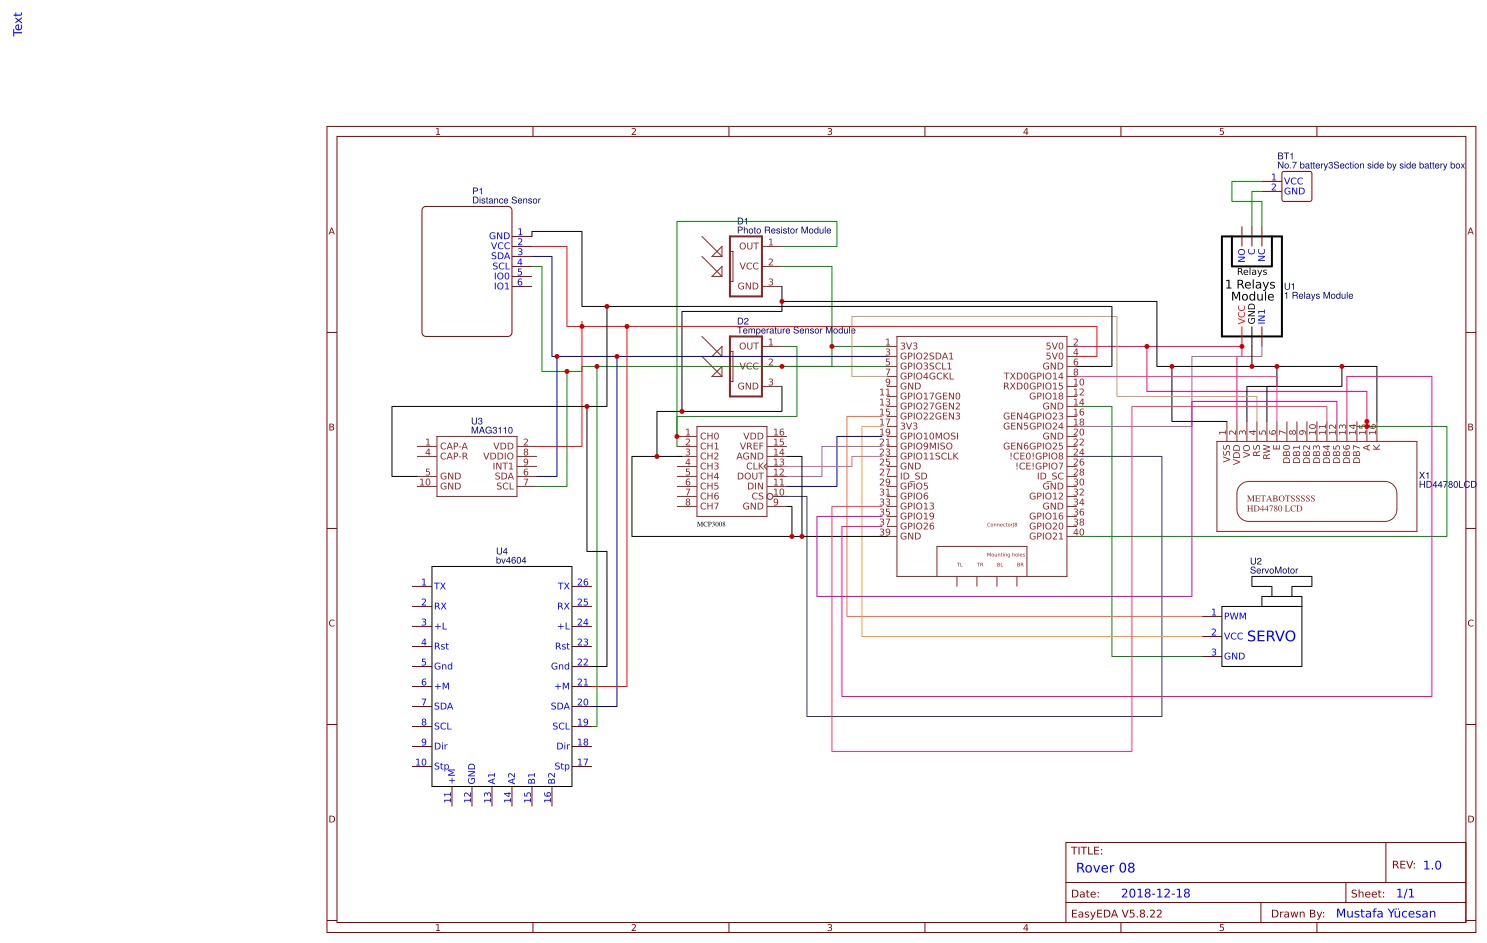 Text
1
2
3
4
5
A
B
C
D
A
B
C
D
1
2
3
4
5
P1
Distance Sensor
GND 1
VCC 2
SDA 3
SCL 4
IO0 5
IO1 6
D1
Photo Resistor Module
OUT 1
VCC 2
GND 3
D2
Temperature Sensor Module
OUT 1
VCC 2
GND 3
BT1
No.7 battery3Section side by side battery box
1 VCC
2 GND
NO
C
NC
Relays
1 Relays
Module
VCC
GND
IN1
U1
1 Relays Module
U3
MAG3110
1 CAP-A VDD 2
4 CAP-R VDDIO 8
INT1 9
5 GND SDA 6
10 GND SCL 7
1 CH0 VDD 16
2 CH1 VREF 15
3 CH2 AGND 14
4 CH3 CLK 13
5 CH4 DOUT 12
6 CH5 DIN 11
7 CH6 CS 10
8 CH7 GND 9
MCP3008
1 3V3 5V0 2
3 GPIO2SDA1 5V0 4
5 GPIO3SCL1 GND 6
7 GPIO4GCKL TXD0GPIO14 8
9 GND RXD0GPIO15 10
11 GPIO17GEN0 GPIO18 12
13 GPIO27GEN2 GND 14
15 GPIO22GEN3 GEN4GPIO23 16
17 3V3 GEN5GPIO24 18
19 GPIO10MOSI GND 20
21 GPIO9MISO GEN6GPIO25 22
23 GPIO11SCLK !CE0!GPIO8 24
25 GND !CE!GPIO7 26
27 ID_SD ID_SC 28
29 GPIO5 GND 30
31 GPIO6 GPIO12 32
33 GPIO13 GND 34
35 GPIO19 GPIO16 36
37 GPIO26 GPIO20 38
39 GND GPIO21 40
ConnectorJ8
Mounting holes
TL TR BL BR
1 VSS
2 VDD
3 VO
4 RS
5 RW
6 E
7 DB0
8 DB1
9 DB2
10 DB3
11 DB4
12 DB5
13 DB6
14 DB7
15 A
16 K
METABOTSSSSS
HD44780 LCD
X1
HD44780LCD
U2
ServoMotor
1 PWM
2 VCC
3 GND
SERVO
U4
bv4604
1 TX TX 26
2 RX RX 25
3 +L +L 24
4 Rst Rst 23
5 Gnd Gnd 22
6 +M +M 21
7 SDA SDA 20
8 SCL SCL 19
9 Dir Dir 18
10 Stp Stp 17
+M GND A1 A2 B1 B2
11 12 13 14 15 16
TITLE:
Rover 08
REV: 1.0
Date: 2018-12-18
Sheet: 1/1
EasyEDA V5.8.22
Drawn By: Mustafa Yücesan